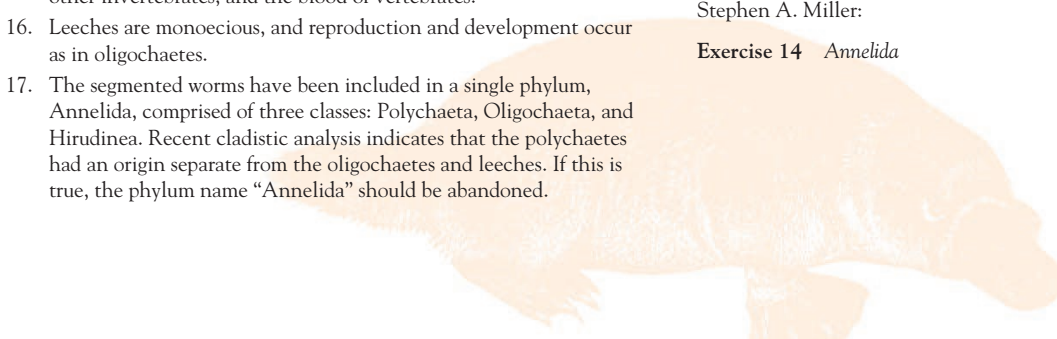 other invertebrates, and the blood of vertebrates.
16. Leeches are monoecious, and reproduction and development occur
as in oligochaetes.
17. The segmented worms have been included in a single phylum,
Annelida, comprised of three classes: Polychaeta, Oligochaeta, and
Hirudinea. Recent cladistic analysis indicates that the polychaetes
had an origin separate from the oligochaetes and leeches. If this is
true, the phylum name “Annelida” should be abandoned.
Stephen A. Miller:
Exercise 14 Annelida